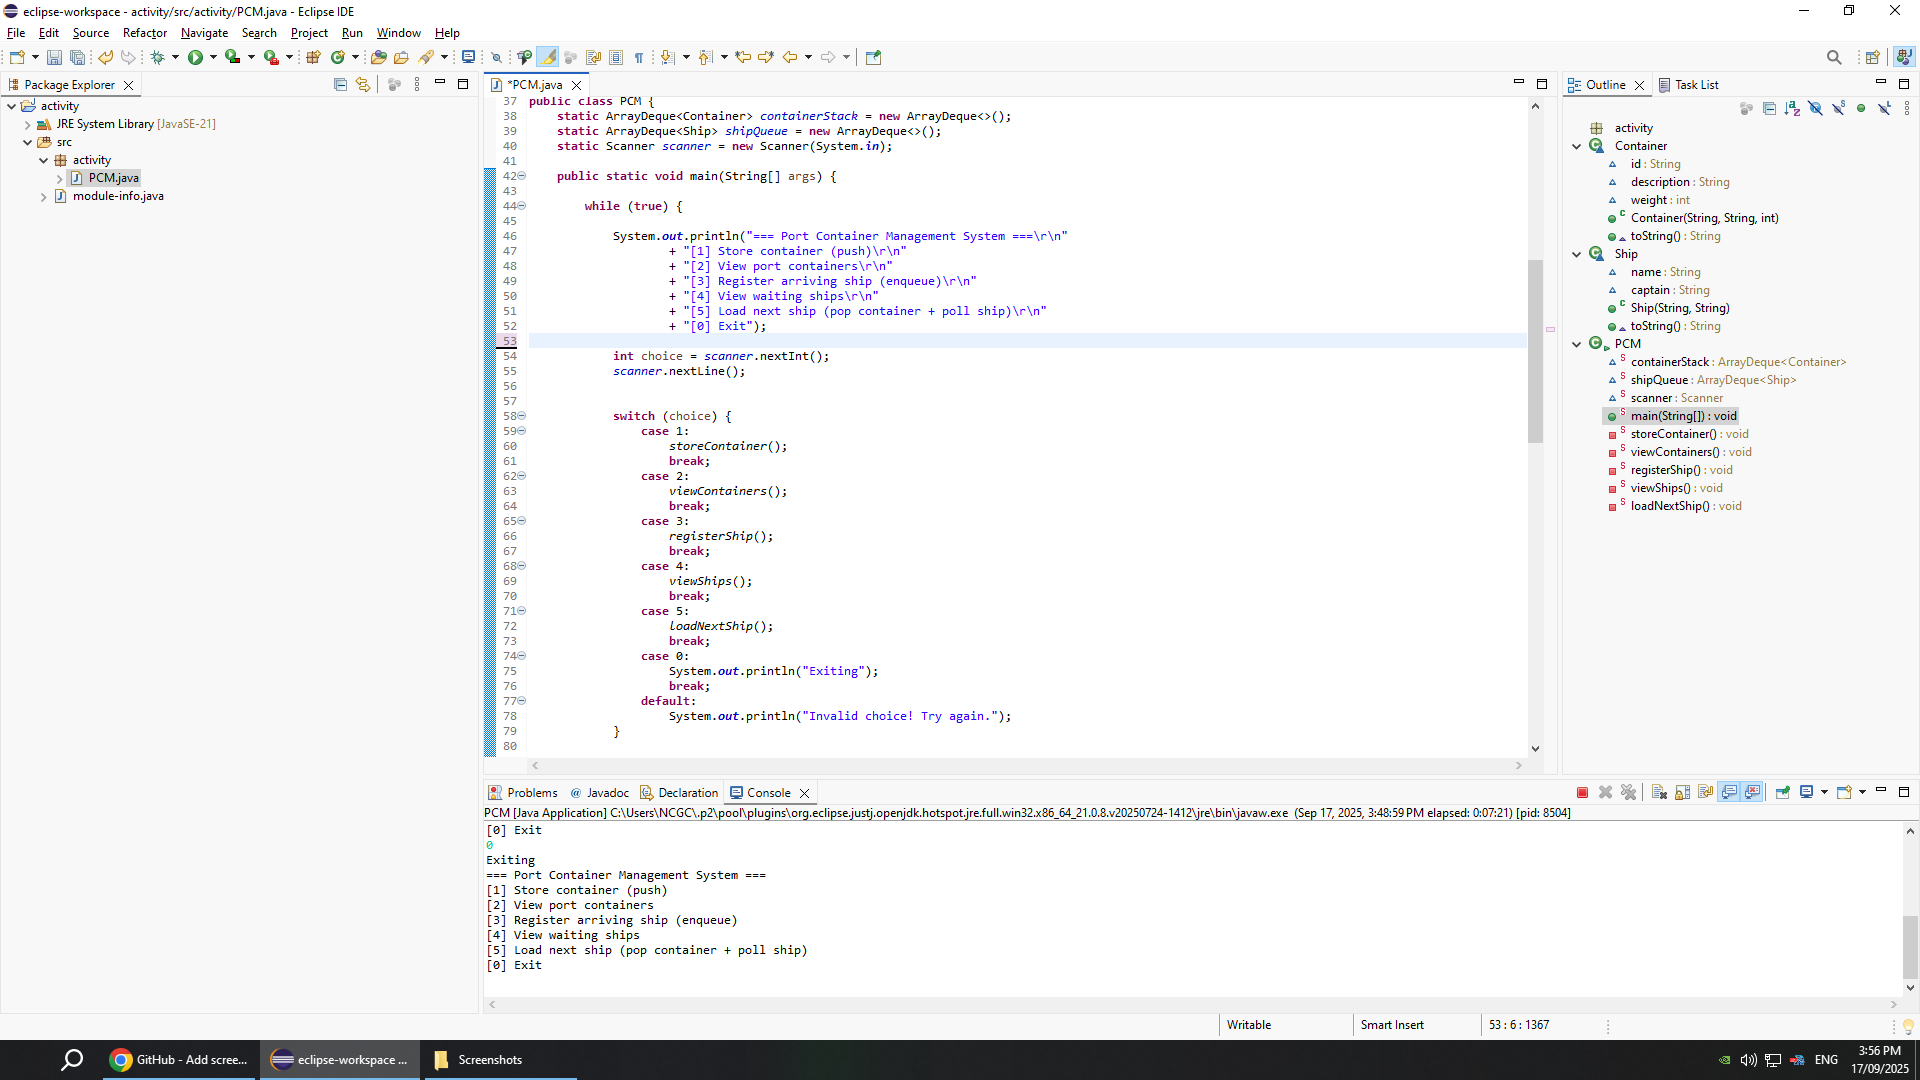 eclipse-workspace - activity/src/activity/PCM.java - Eclipse IDE
File Edit Source Refactor Navigate Search Project Run Window Help
Package Explorer
activity
JRE System Library [JavaSE-21]
src
activity
PCM.java
module-info.java
*PCM.java
37 public class PCM {
38 static ArrayDeque<Container> containerStack = new ArrayDeque<>();
39 static ArrayDeque<Ship> shipQueue = new ArrayDeque<>();
40 static Scanner scanner = new Scanner(System.in);
41
42 public static void main(String[] args) {
43
44 while (true) {
45
46 System.out.println("=== Port Container Management System ===\r\n"
47 + "[1] Store container (push)\r\n"
48 + "[2] View port containers\r\n"
49 + "[3] Register arriving ship (enqueue)\r\n"
50 + "[4] View waiting ships\r\n"
51 + "[5] Load next ship (pop container + poll ship)\r\n"
52 + "[0] Exit");
53
54 int choice = scanner.nextInt();
55 scanner.nextLine();
56
57
58 switch (choice) {
59 case 1:
60 storeContainer();
61 break;
62 case 2:
63 viewContainers();
64 break;
65 case 3:
66 registerShip();
67 break;
68 case 4:
69 viewShips();
70 break;
71 case 5:
72 loadNextShip();
73 break;
74 case 0:
75 System.out.println("Exiting");
76 break;
77 default:
78 System.out.println("Invalid choice! Try again.");
79 }
80
Outline Task List
activity
Container
id : String
description : String
weight : int
Container(String, String, int)
toString() : String
Ship
name : String
captain : String
Ship(String, String)
toString() : String
PCM
containerStack : ArrayDeque<Container>
shipQueue : ArrayDeque<Ship>
scanner : Scanner
main(String[]) : void
storeContainer() : void
viewContainers() : void
registerShip() : void
viewShips() : void
loadNextShip() : void
Problems @ Javadoc Declaration Console
PCM [Java Application] C:\Users\NCGC\.p2\pool\plugins\org.eclipse.justj.openjdk.hotspot.jre.full.win32.x86_64_21.0.8.v20250724-1412\jre\bin\javaw.exe (Sep 17, 2025, 3:48:59 PM elapsed: 0:07:21) [pid: 8504]
[0] Exit
0
Exiting
=== Port Container Management System ===
[1] Store container (push)
[2] View port containers
[3] Register arriving ship (enqueue)
[4] View waiting ships
[5] Load next ship (pop container + poll ship)
[0] Exit
Writable Smart Insert 53 : 6 : 1367
GitHub - Add scree... eclipse-workspace ... Screenshots
ENG
3:56 PM
17/09/2025